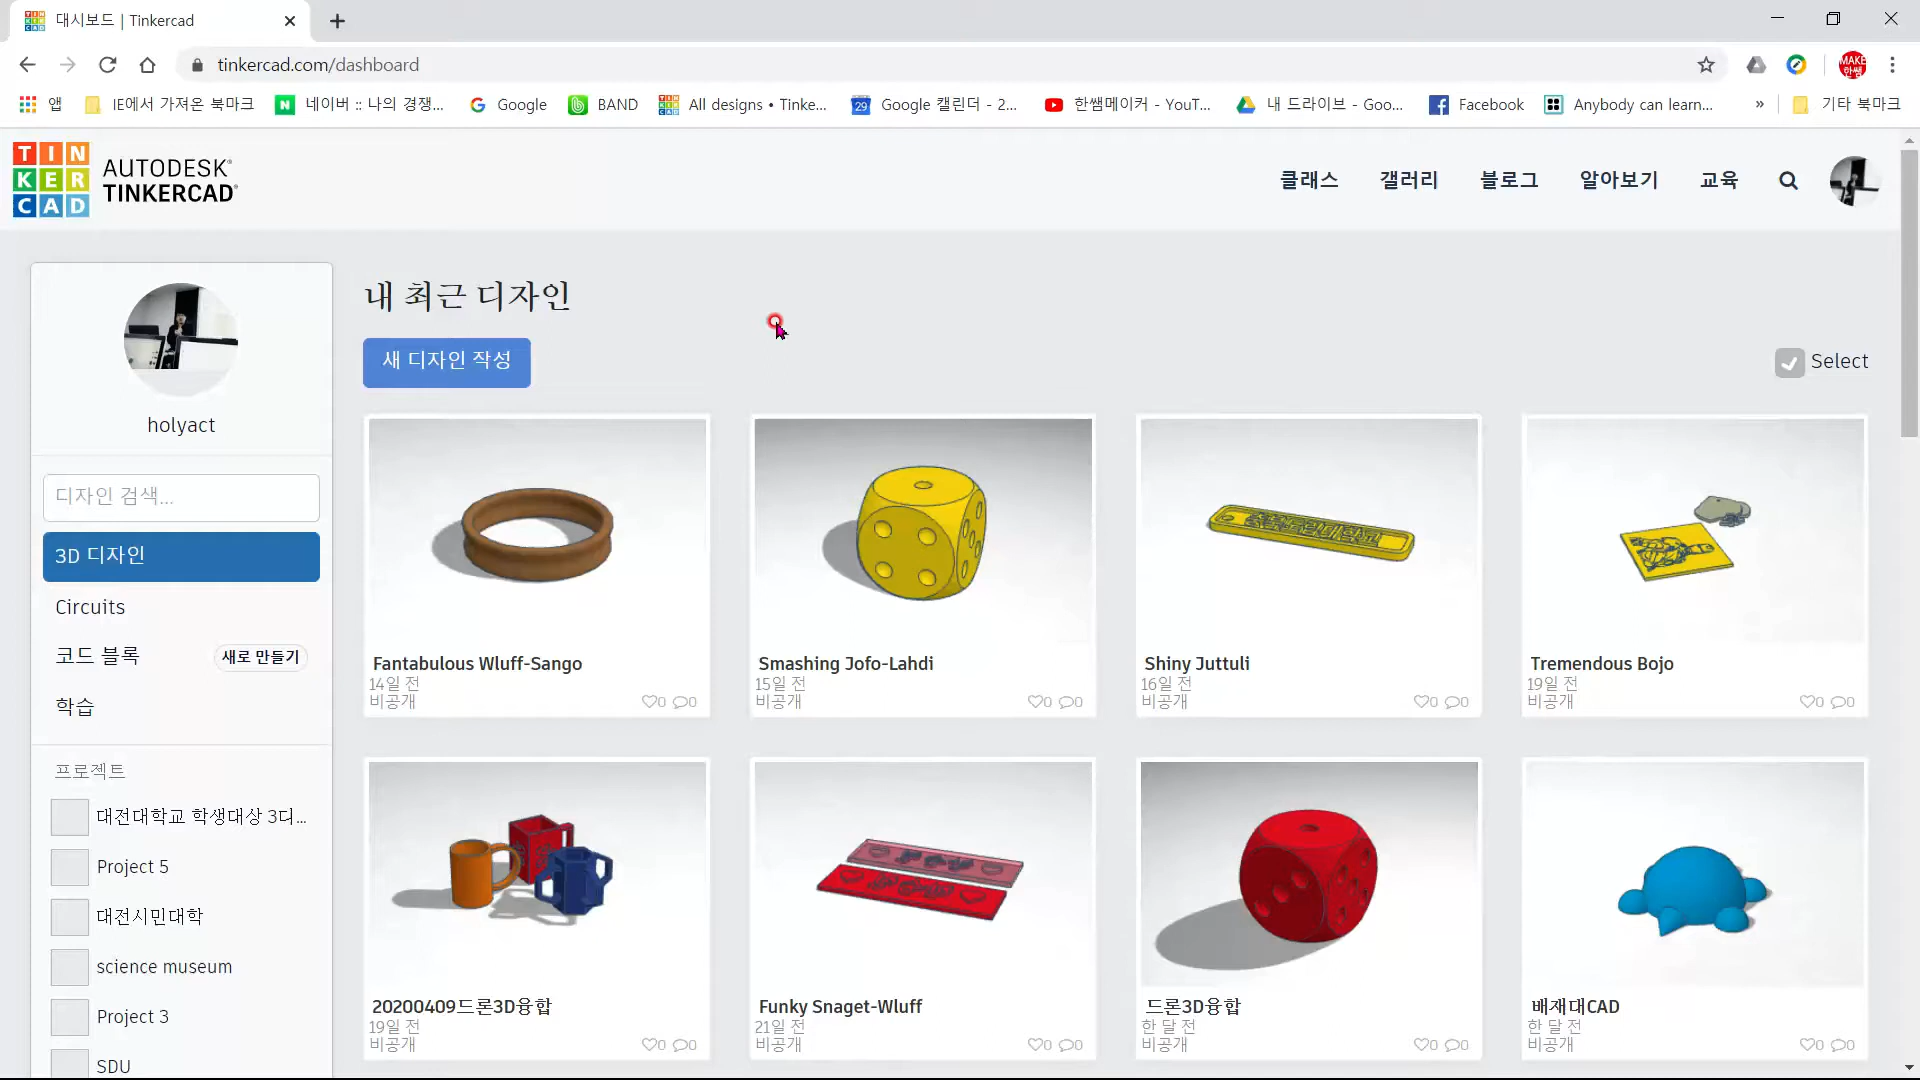 대시보드 | Tinkercad
tinkercad.com/dashboard
MAKE
한쌤
앱
IE에서 가져온 북마크
네이버 :: 나의 경쟁...
Google
BAND
All designs • Tinke...
29
Google 캘린더 - 2...
한쌤메이커 - YouT...
내 드라이브 - Goo...
Facebook
Anybody can learn...
»
기타 북마크
TIN
KER
CAD
AUTODESK®
TINKERCAD®
클래스
갤러리
블로그
알아보기
교육
holyact
디자인 검색...
3D 디자인
Circuits
코드 블록
새로 만들기
학습
프로젝트
대전대학교 학생대상 3디...
Project 5
대전시민대학
science museum
Project 3
SDU
내 최근 디자인
새 디자인 작성
Select
Fantabulous Wluff-Sango
14일 전
비공개
0 0
Smashing Jofo-Lahdi
15일 전
비공개
0 0
Shiny Juttuli
16일 전
비공개
0 0
Tremendous Bojo
19일 전
비공개
0 0
20200409드론3D융합
19일 전
비공개
0 0
Funky Snaget-Wluff
21일 전
비공개
0 0
드론3D융합
한 달 전
비공개
0 0
배재대CAD
한 달 전
비공개
0 0